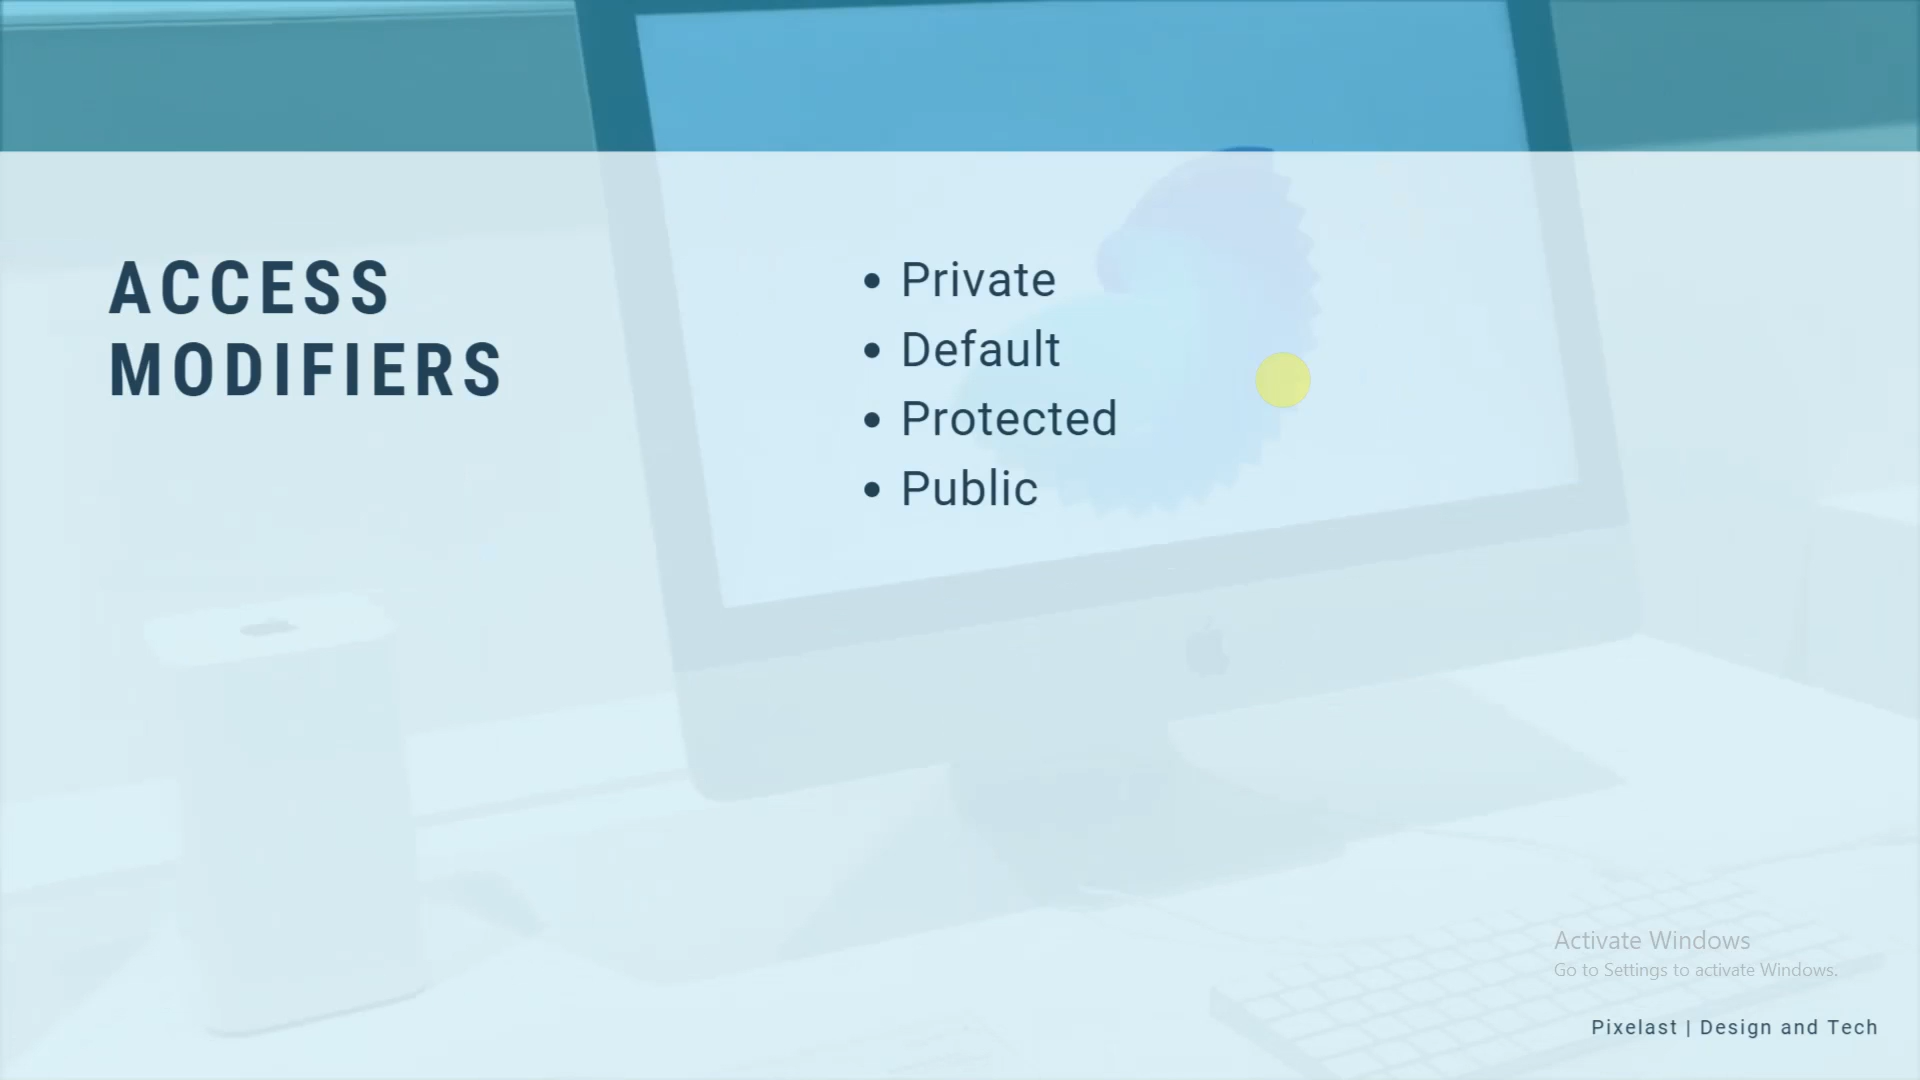 ACCESS
MODIFIERS
• Private
• Default
• Protected
• Public
Activate Windows
Go to Settings to activate Windows.
Pixelast | Design and Tech